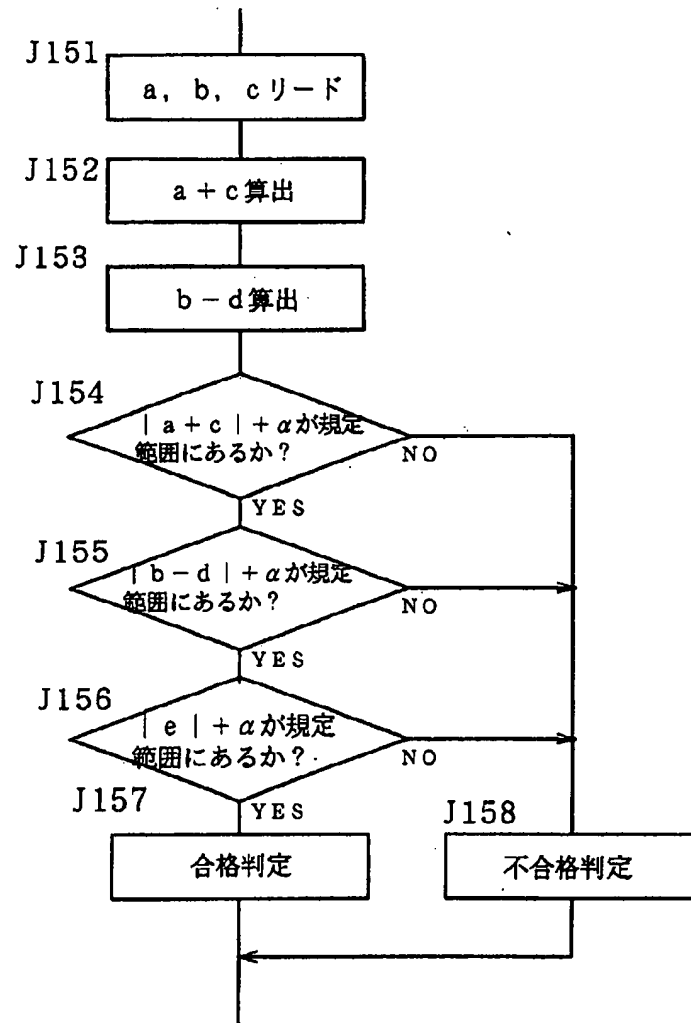 J151
a, b, cリード
J152
a+c算出
J153
b-d算出
J154
|a+c|+αが規定
範囲にあるか?
NO
YES
J155
|b-d|+αが規定
範囲にあるか?
NO
YES
J156
|e|+αが規定
範囲にあるか?
NO
YES
J157
合格判定
J158
不合格判定